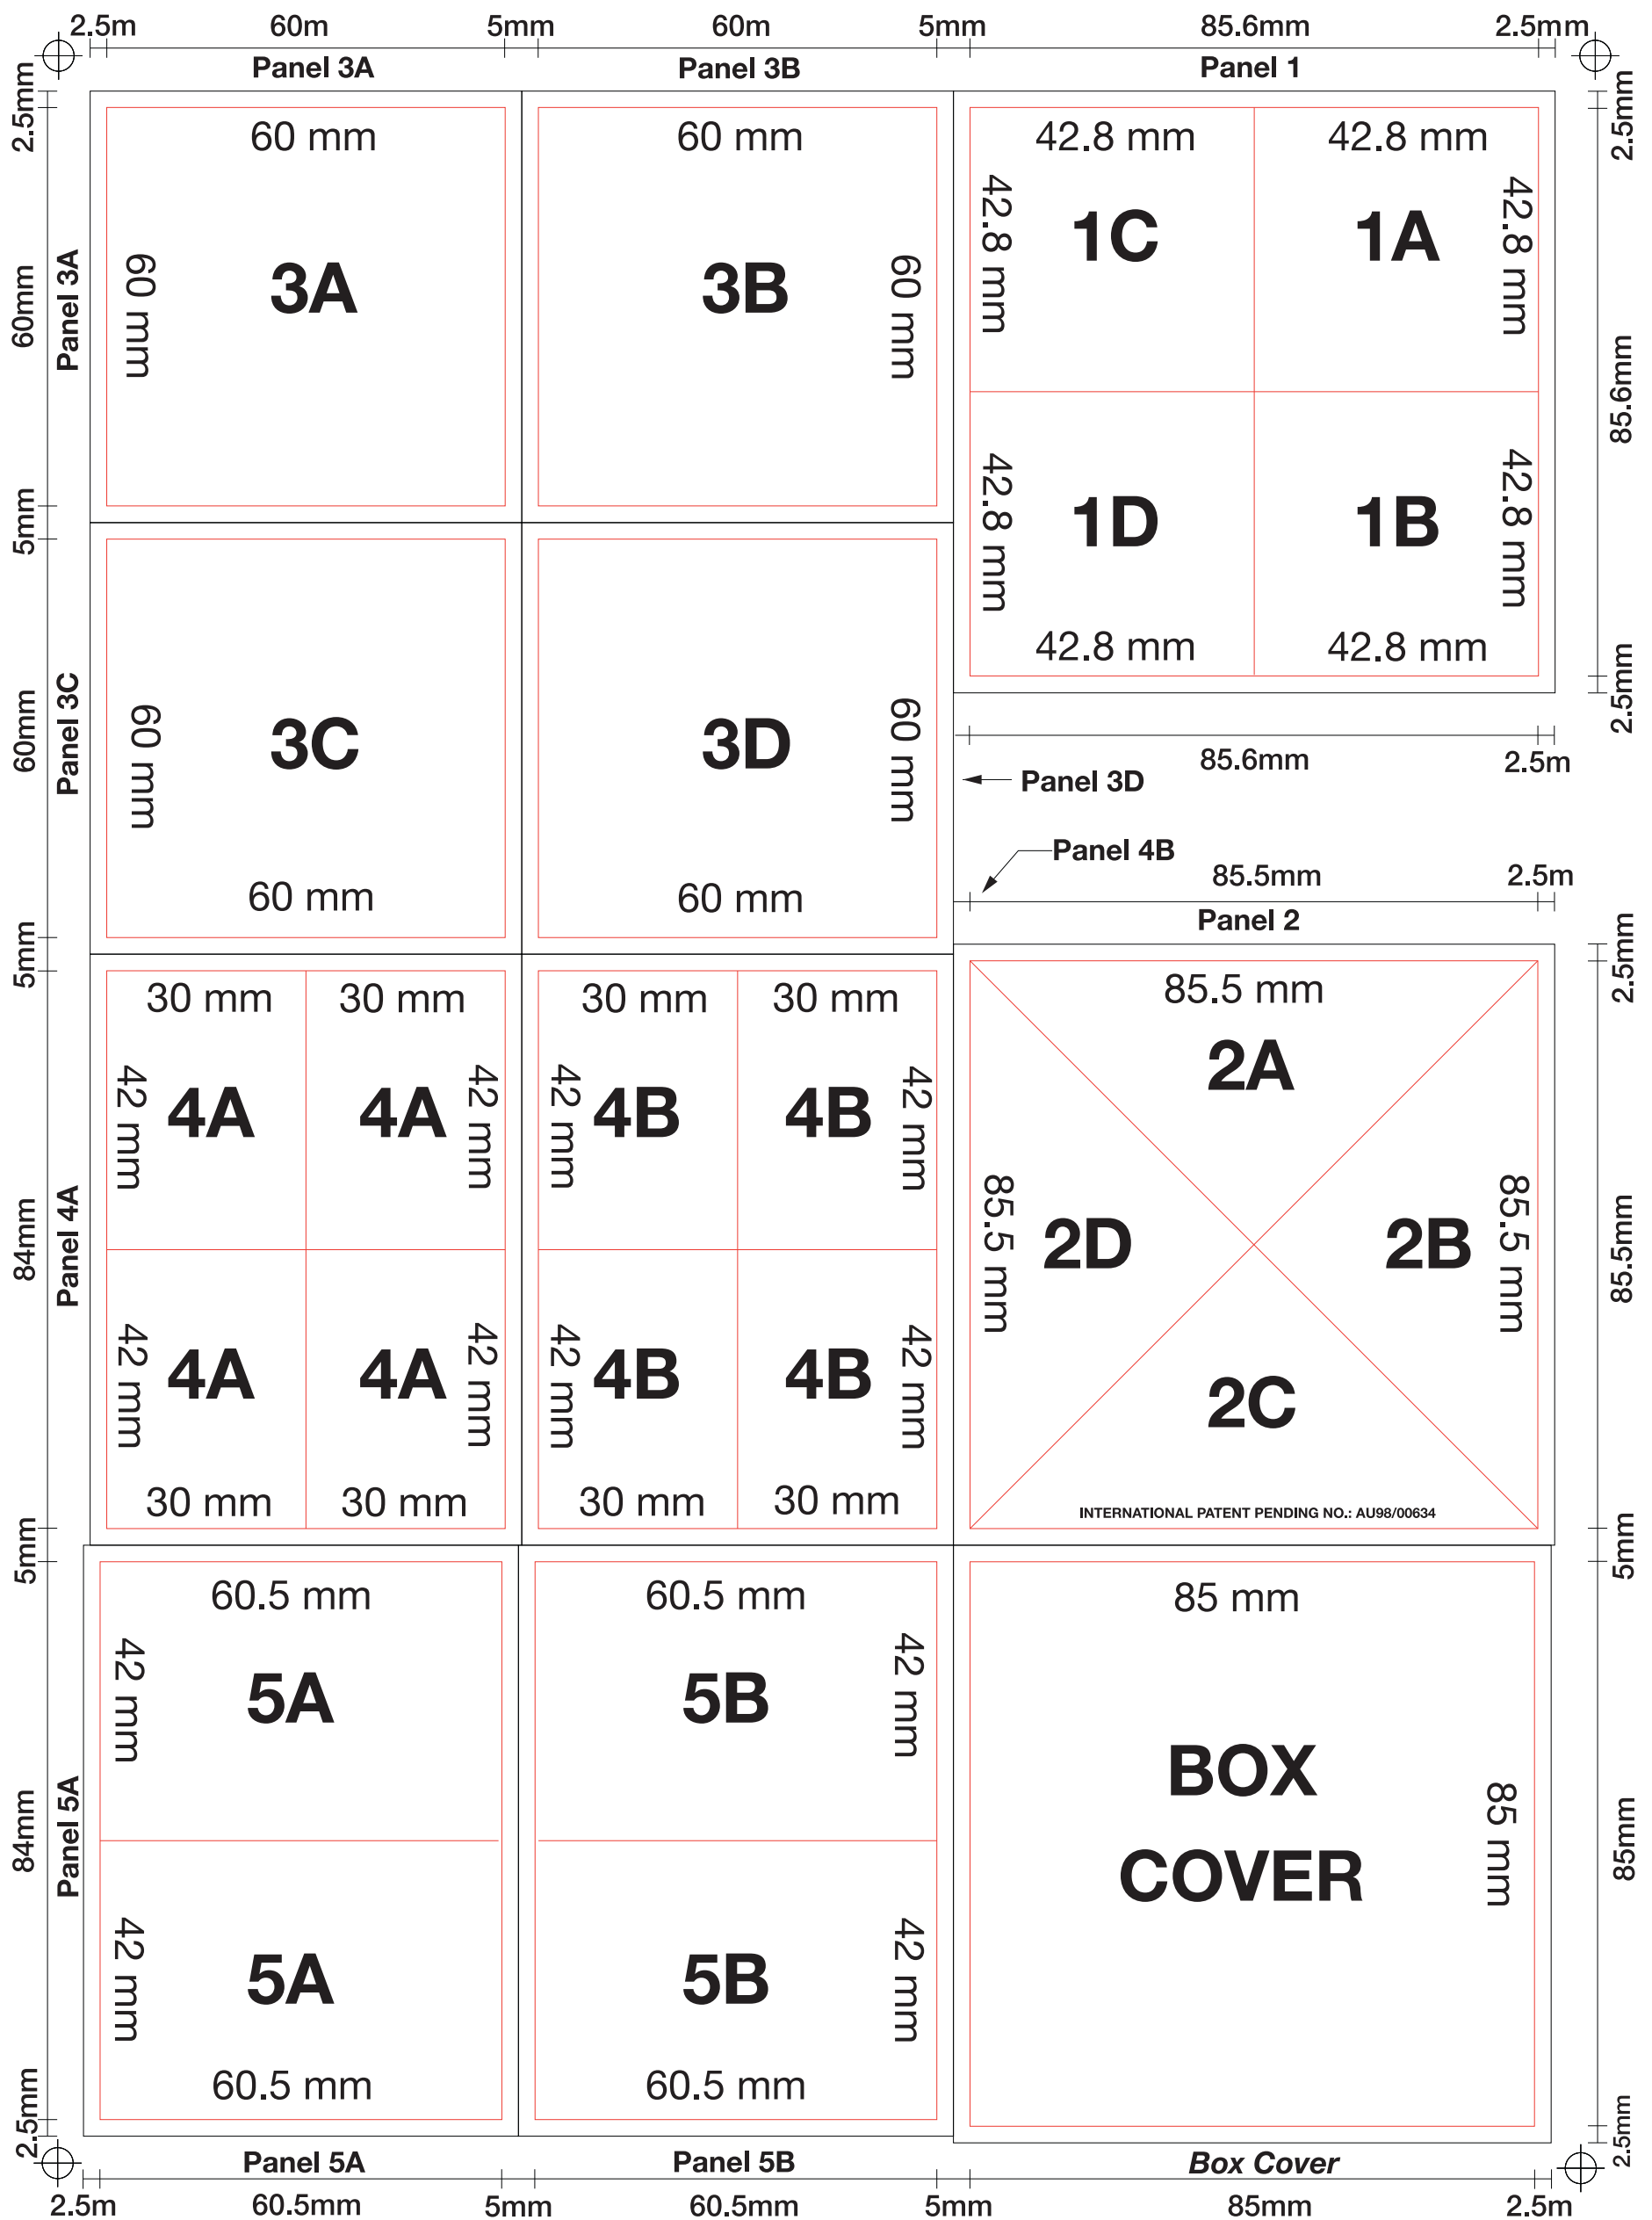 2.5m 60m 5mm 60m 5mm 85.6mm 2.5mm
Panel 3A Panel 3B Panel 1
2.5mm
60mm
Panel 3A
60 mm
60 mm
3A
60 mm
3B
60 mm
42.8 mm 42.8 mm
42.8 mm
1C 1A
42.8 mm
42.8 mm
1D 1B
42.8 mm
42.8 mm 42.8 mm
2.5mm
85.6mm
2.5mm
5mm
60mm
Panel 3C
60 mm
3C
60 mm
3D
60 mm
60 mm
85.6mm 2.5m
Panel 3D
Panel 4B
85.5mm 2.5m
Panel 2
5mm
84mm
Panel 4A
30 mm 30 mm
42 mm
4A 4A
42 mm
42 mm
4A 4A
42 mm
30 mm 30 mm
30 mm 30 mm
42 mm
4B 4B
42 mm
42 mm
4B 4B
42 mm
30 mm 30 mm
85.5 mm
2A
85.5 mm
2D 2B
85.5 mm
2C
INTERNATIONAL PATENT PENDING NO.: AU98/00634
2.5mm
85.5mm
5mm
5mm
84mm
Panel 5A
2.5mm
60.5 mm
42 mm
5A
42 mm
5A
60.5 mm
60.5 mm
5B
42 mm
5B
42 mm
60.5 mm
85 mm
BOX
COVER
85 mm
85mm
2.5mm
Panel 5A Panel 5B Box Cover
2.5m 60.5mm 5mm 60.5mm 5mm 85mm 2.5m